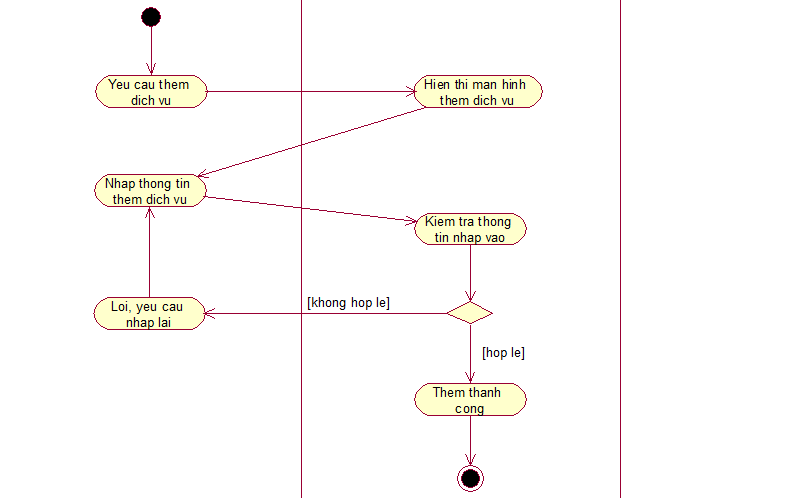 Yeu cau them
dich vu
Hien thi man hinh
them dich vu
Nhap thong tin
them dich vu
Kiem tra thong
tin nhap vao
Loi, yeu cau
nhap lai
[khong hop le]
[hop le]
Them thanh
cong